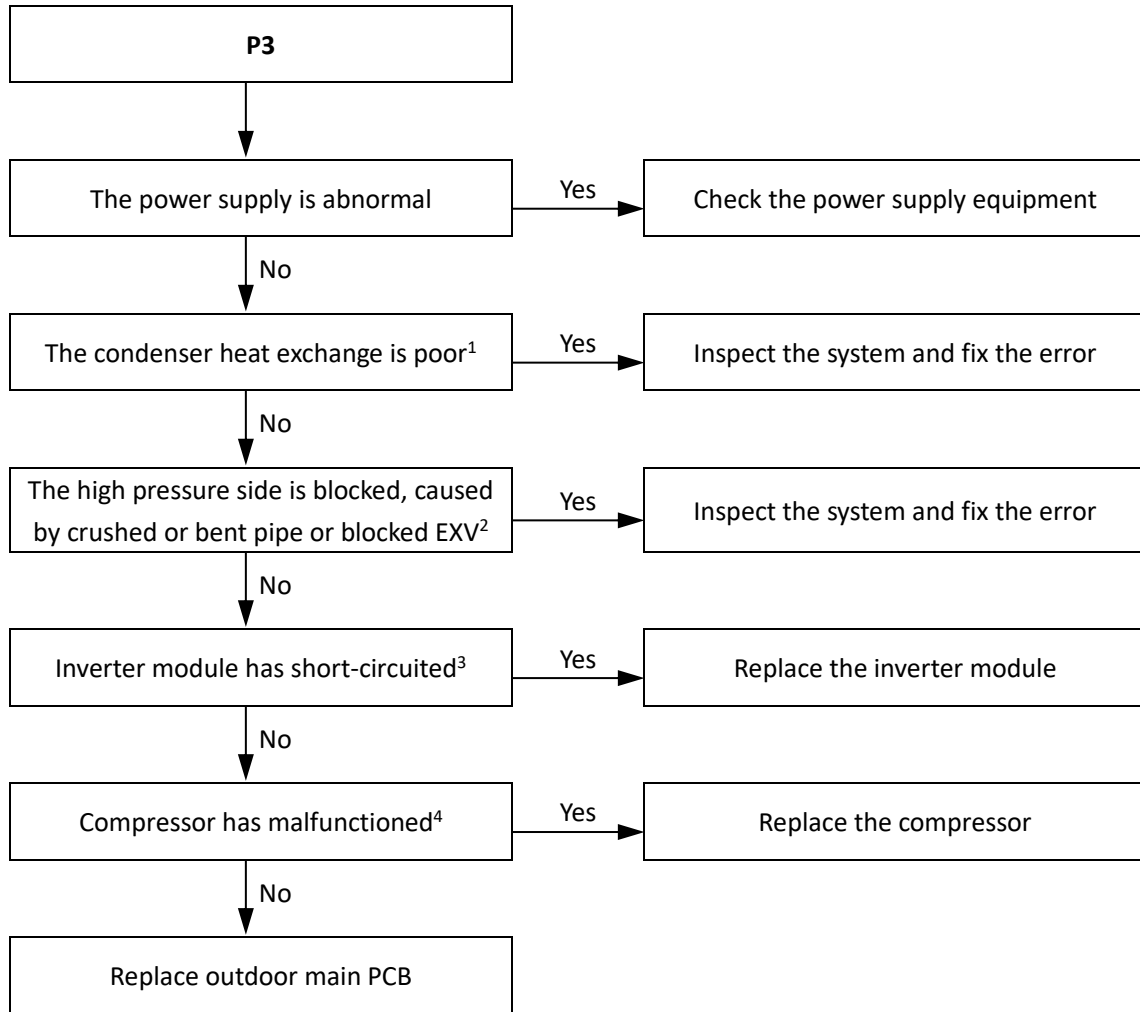 P3
The power supply is abnormal
Yes
Check the power supply equipment
No
The condenser heat exchange is poor¹
Yes
Inspect the system and fix the error
No
The high pressure side is blocked, caused
by crushed or bent pipe or blocked EXV²
Yes
Inspect the system and fix the error
No
Inverter module has short-circuited³
Yes
Replace the inverter module
No
Compressor has malfunctioned⁴
Yes
Replace the compressor
No
Replace outdoor main PCB